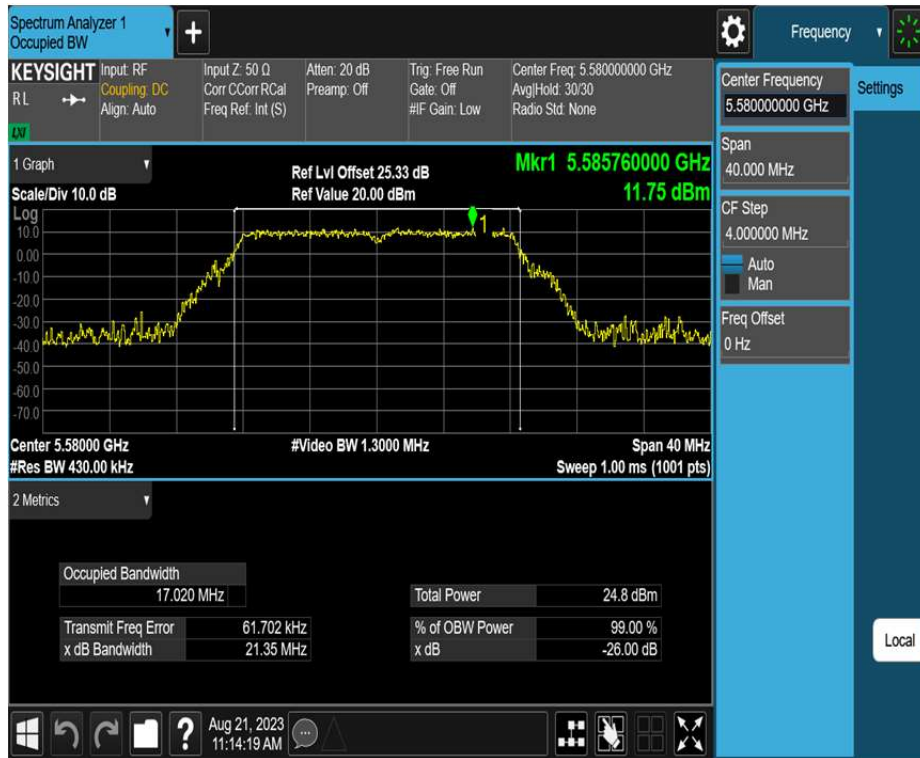 Spectrum Analyzer 1
Occupied BW
+
Frequency
KEYSIGHT
R L
LXI
Input: RF
Coupling: DC
Align: Auto
Input Z: 50 Ω
Corr CCorr RCal
Freq Ref: Int (S)
Atten: 20 dB
Preamp: Off
Trig: Free Run
Gate: Off
#IF Gain: Low
Center Freq: 5.580000000 GHz
Avg|Hold: 30/30
Radio Std: None
Center Frequency
5.580000000 GHz
Settings
Span
40.000 MHz
CF Step
4.000000 MHz
Auto
Man
Freq Offset
0 Hz
1 Graph
Scale/Div 10.0 dB
Ref Lvl Offset 25.33 dB
Ref Value 20.00 dBm
Mkr1 5.585760000 GHz
11.75 dBm
Log
10.0
0.00
-10.0
-20.0
-30.0
-40.0
-50.0
-60.0
-70.0
1
Center 5.58000 GHz
#Video BW 1.3000 MHz
Span 40 MHz
#Res BW 430.00 kHz
Sweep 1.00 ms (1001 pts)
2 Metrics
Occupied Bandwidth
17.020 MHz
Total Power 24.8 dBm
Transmit Freq Error 61.702 kHz
% of OBW Power 99.00 %
x dB Bandwidth 21.35 MHz
x dB -26.00 dB
Local
?
Aug 21, 2023
11:14:19 AM